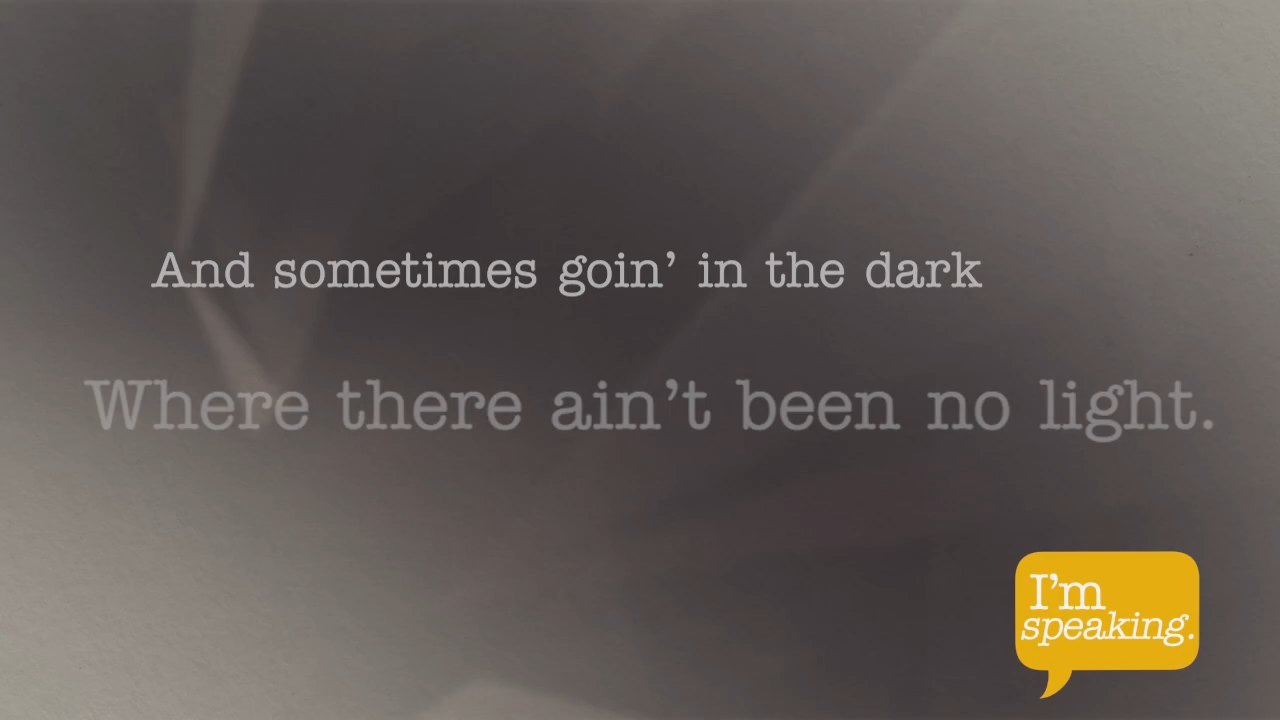 And sometimes goin’ in the dark
Where there ain’t been no light.
I’m
speaking.